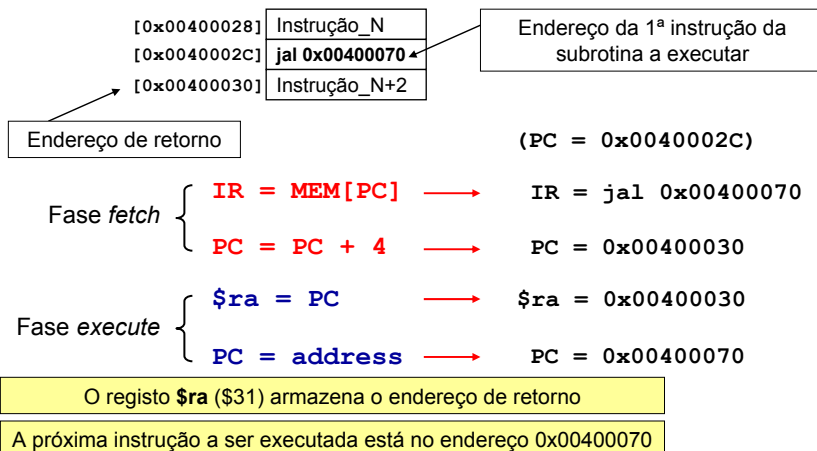 [0x00400028] Instrução_N
[0x0040002C] jal 0x00400070
[0x00400030] Instrução_N+2
Endereço da 1ª instrução da
subrotina a executar
Endereço de retorno
(PC = 0x0040002C)
Fase fetch
IR = MEM[PC] IR = jal 0x00400070
PC = PC + 4 PC = 0x00400030
Fase execute
$ra = PC $ra = 0x00400030
PC = address PC = 0x00400070
O registo $ra ($31) armazena o endereço de retorno
A próxima instrução a ser executada está no endereço 0x00400070